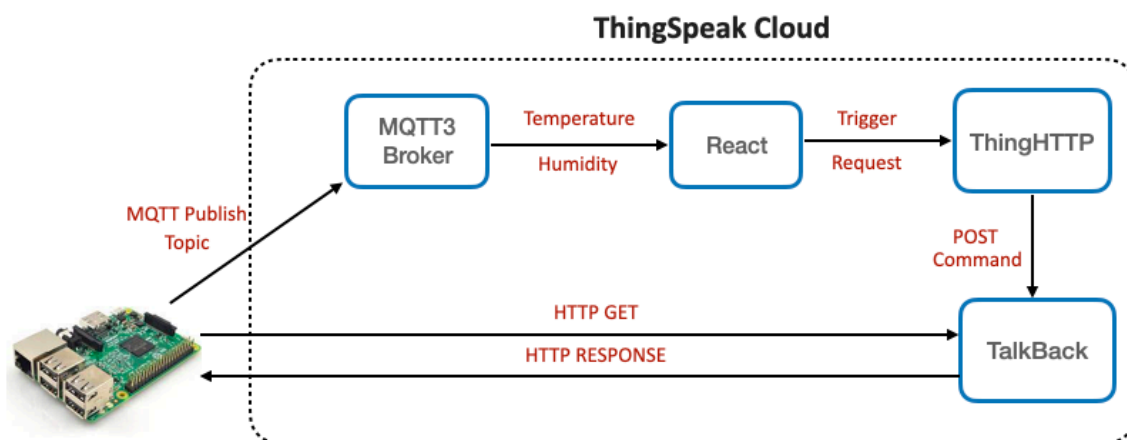 ThingSpeak Cloud
MQTT3
Broker
Temperature
Humidity
React
Trigger
Request
ThingHTTP
MQTT Publish
Topic
POST
Command
HTTP GET
HTTP RESPONSE
TalkBack